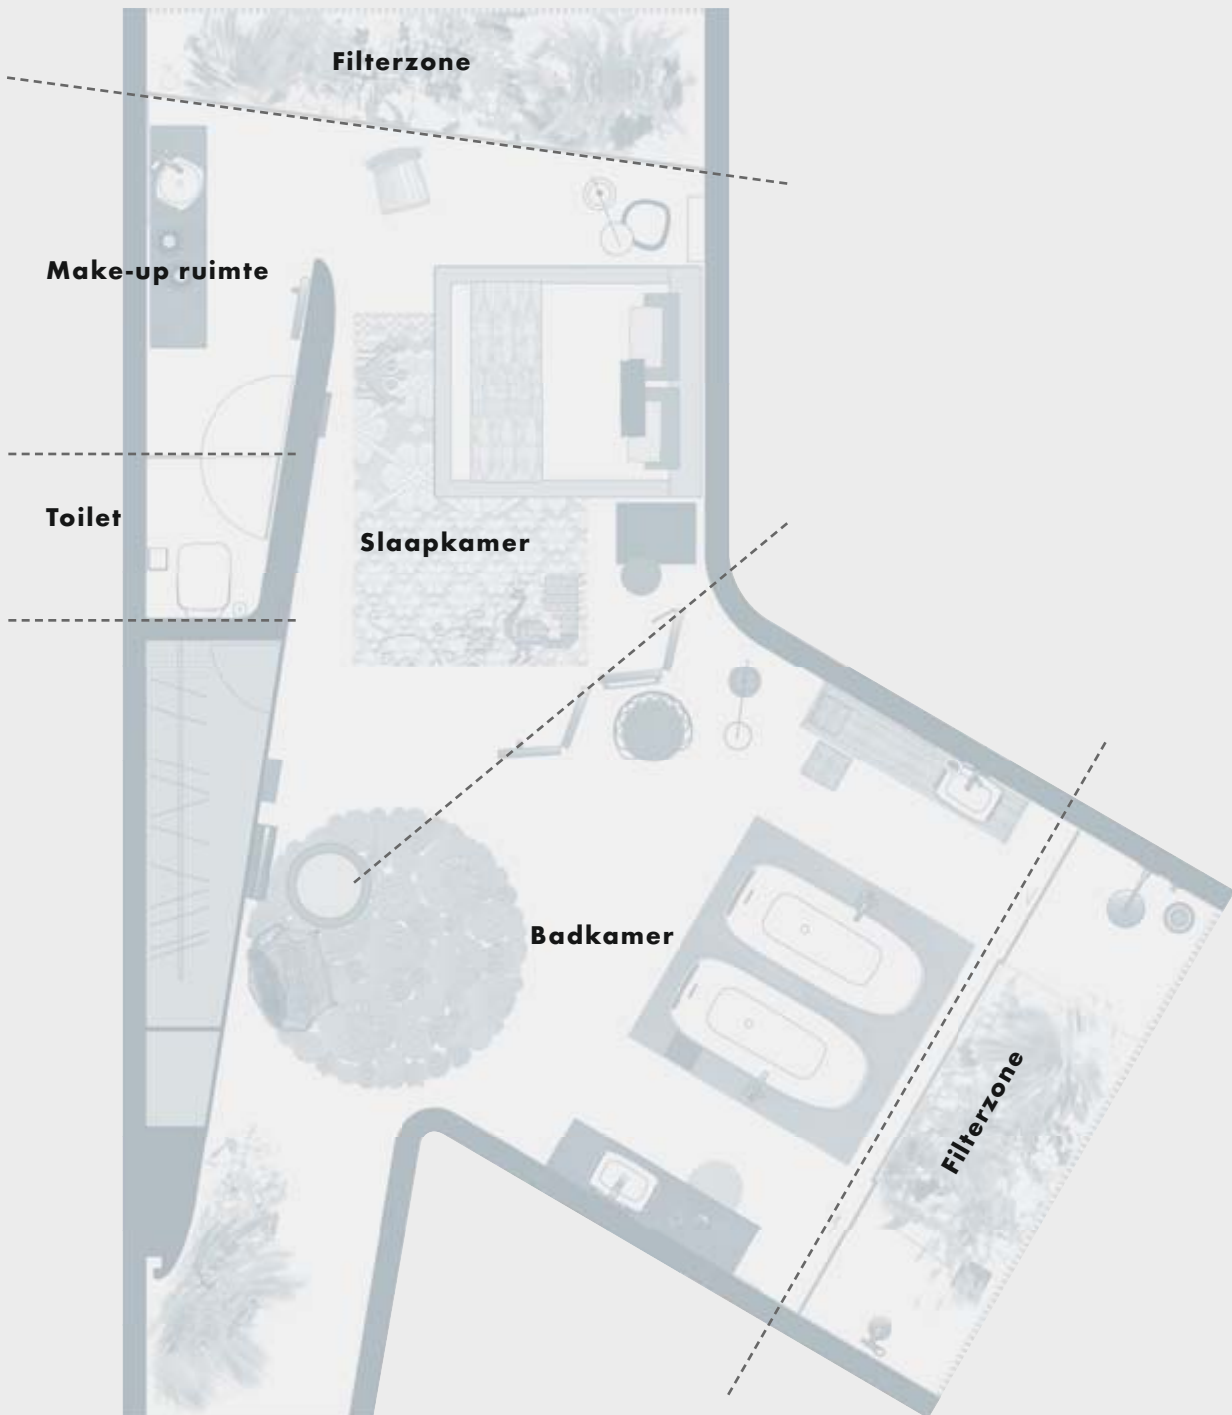 Filterzone
Make-up ruimte
Toilet
Slaapkamer
Badkamer
Filterzone